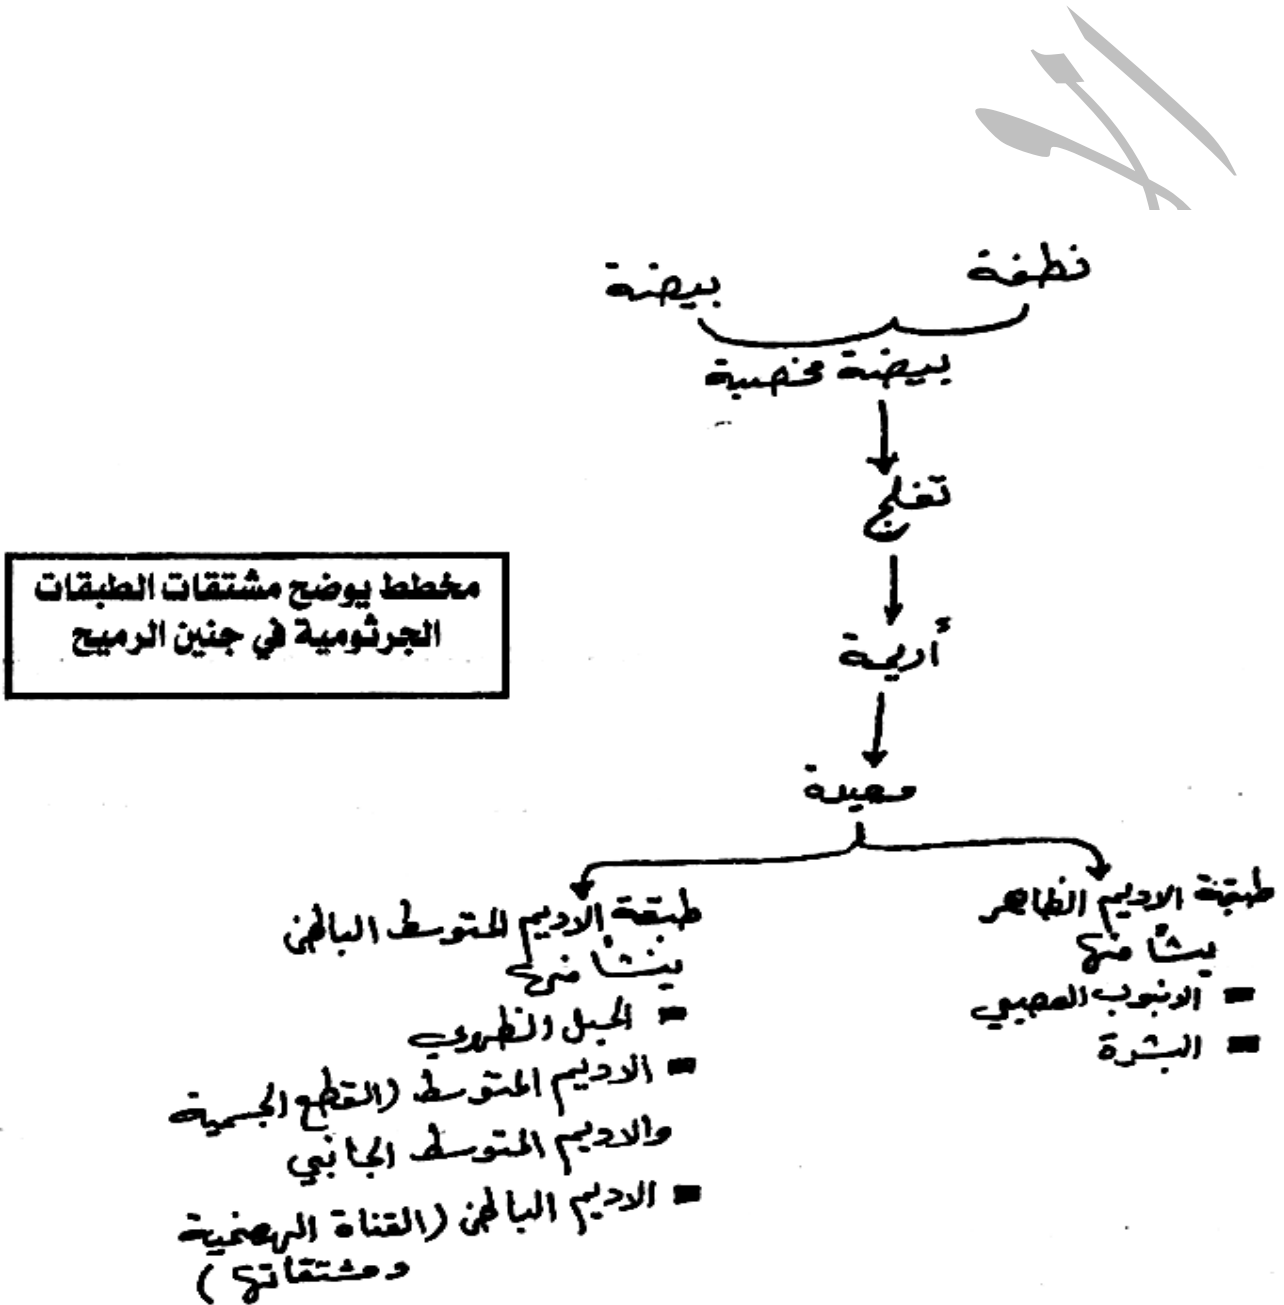 نطفة
بيضة
بيضة مخصبة
تفلج
أريمة
معيدة
طبقة الاديم الظاهر
ينشأ منها
= الانبوب العصبي
= البشرة
طبقة الاديم المتوسط الباطن
ينشأ منها
= الحبل الظهري
= الاديم المتوسط (القطع الجسمية
والاديم المتوسط الجانبي
= الاديم الباطن (القناة الهضمية
ومشتقاتها)
مخطط يوضح مشتقات الطبقات
الجرثومية في جنين الرميح